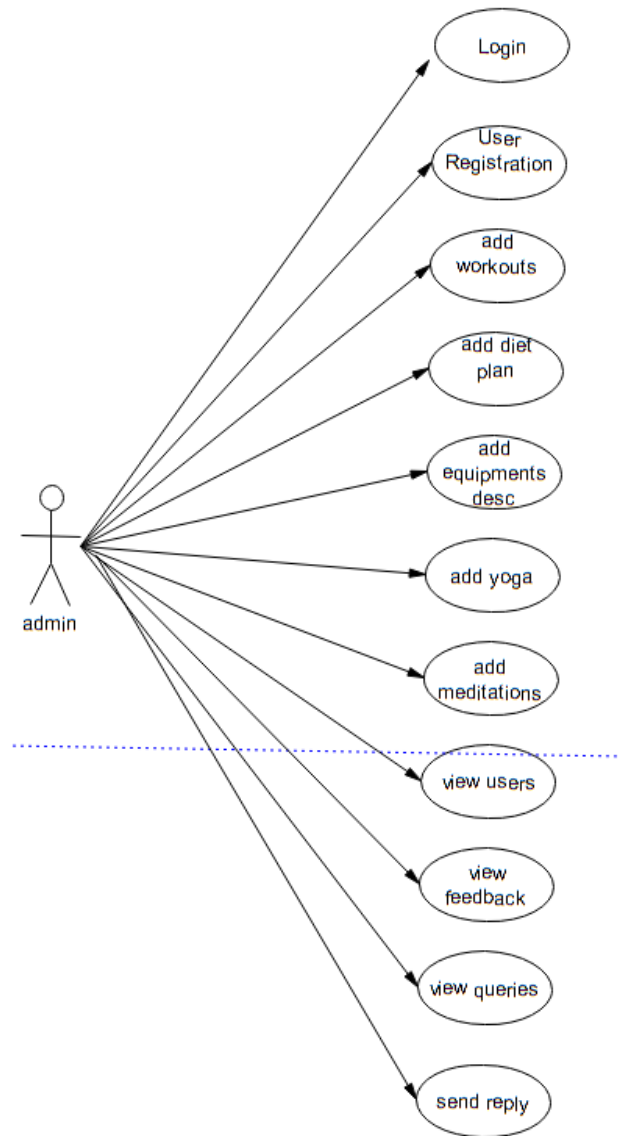 Login
User
Registration
add
workouts
add diet
plan
add
equipments
desc
add yoga
admin
add
meditations
view users
view
feedback
view queries
send reply